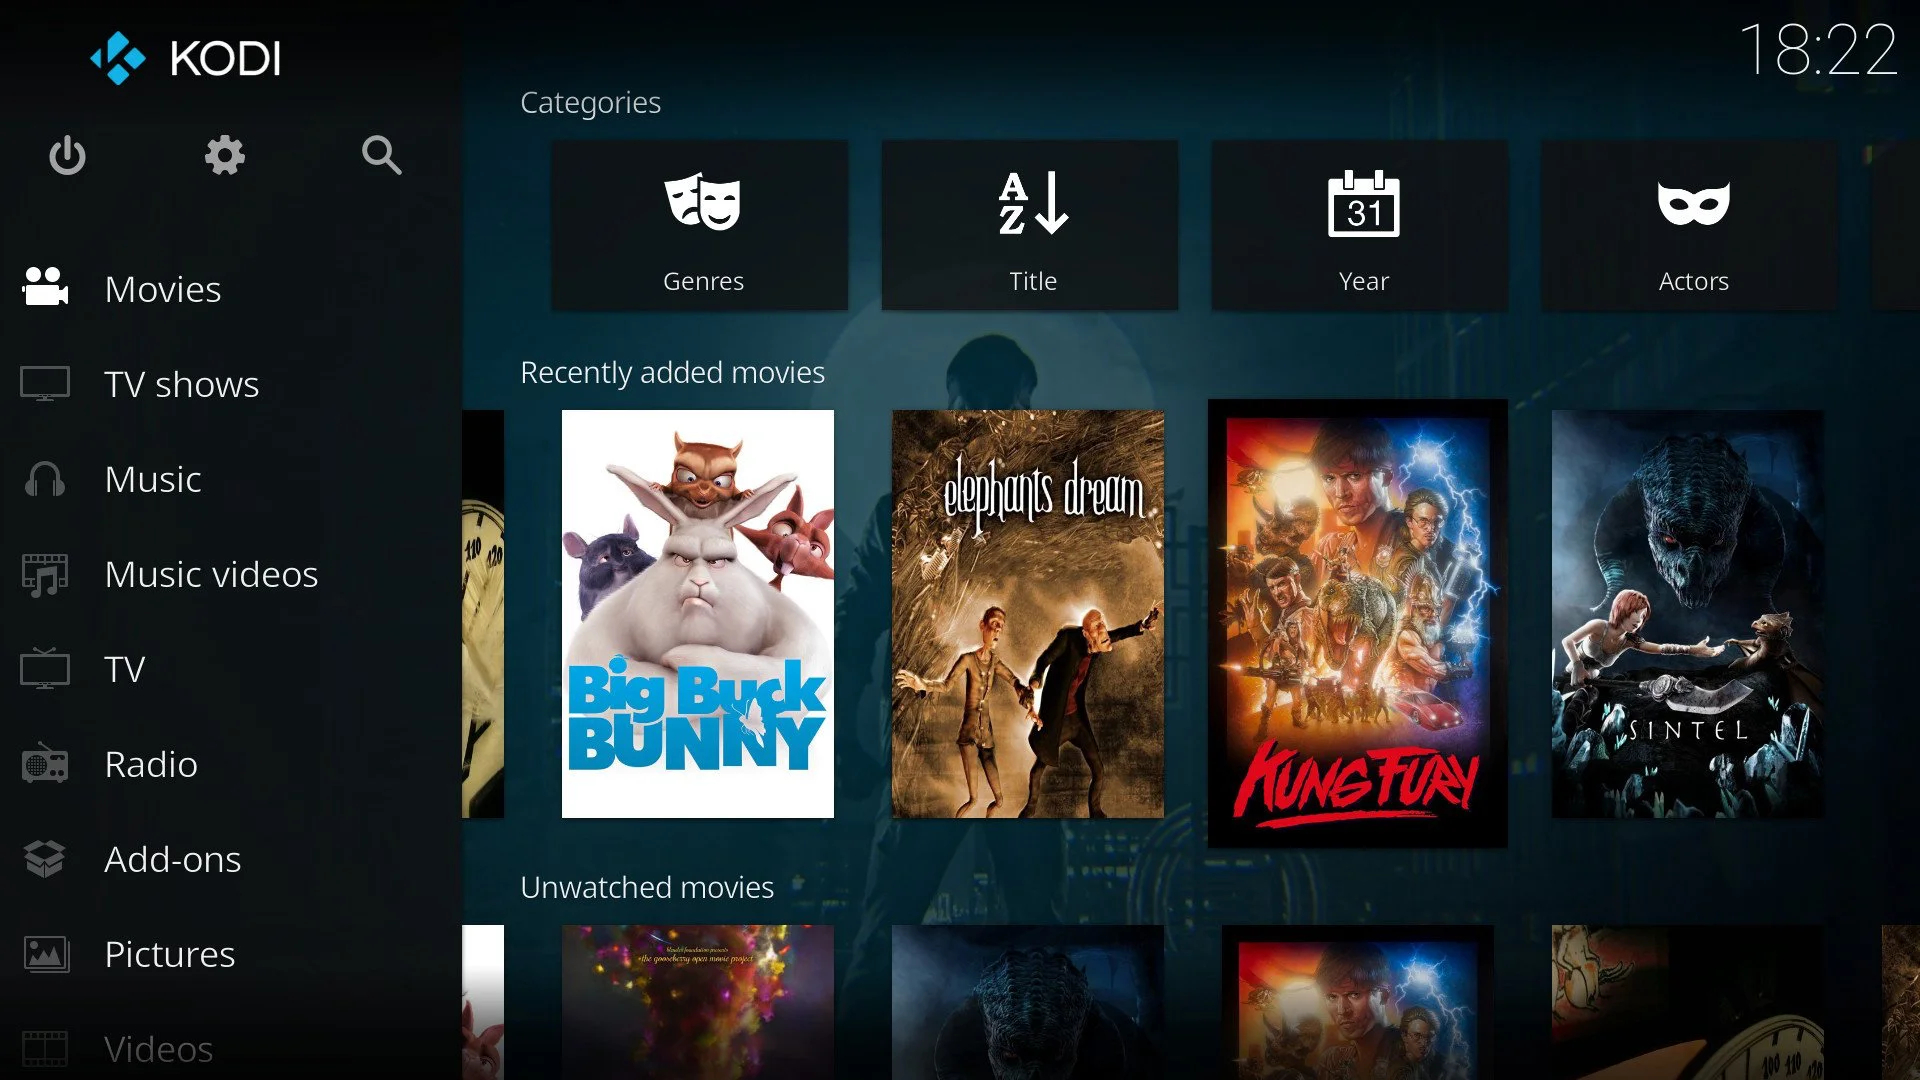 KODI
18:22
Movies
TV shows
Music
Music videos
TV
Radio
Add-ons
Pictures
Videos
Categories
Genres
A
Z
Title
31
Year
Actors
Recently added movies
110
120
Big Buck
BUNNY
elephants dream
KUNG FURY
SINTEL
Unwatched movies
the gooseberry open movie project
100
110
120